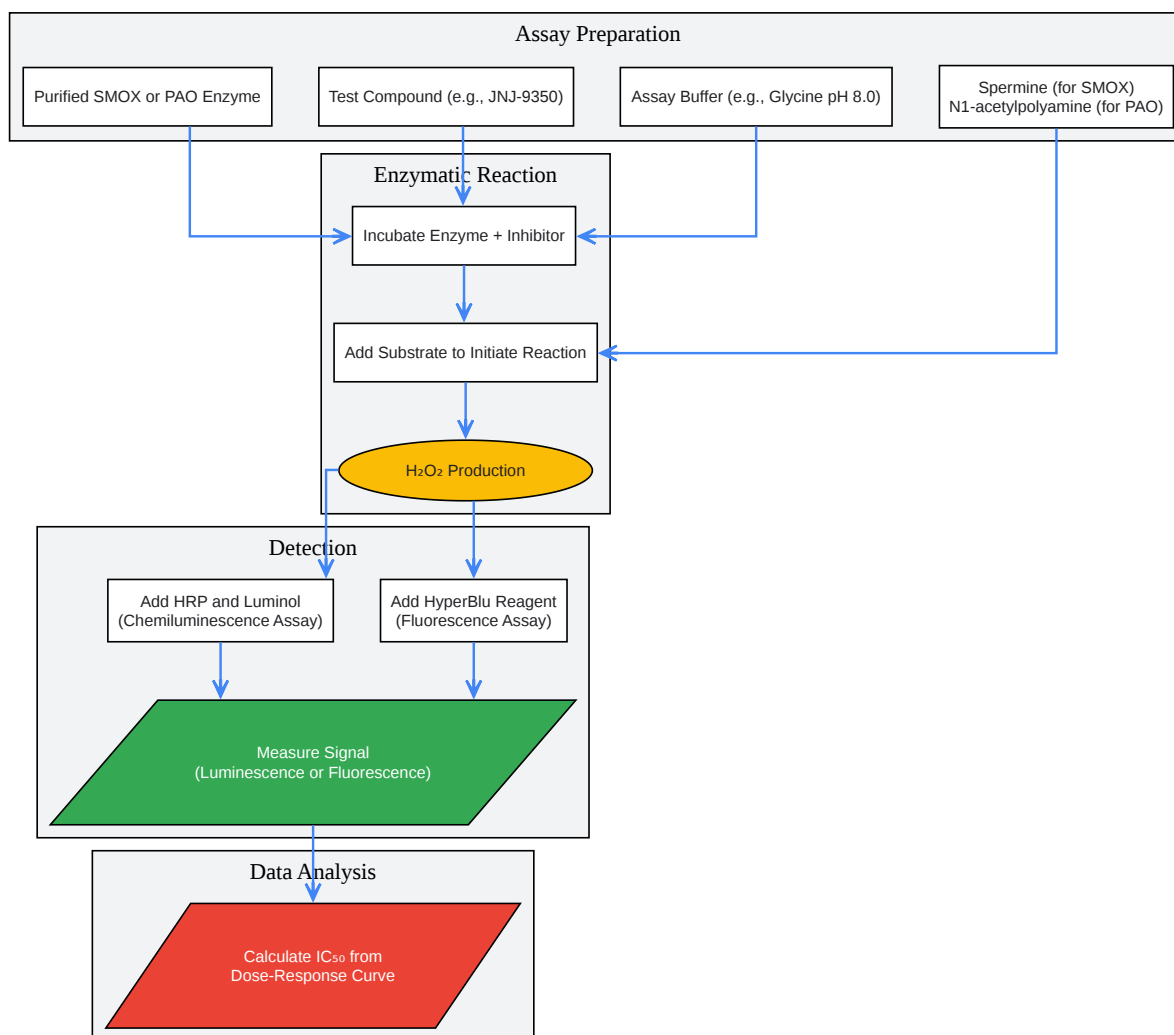 Assay Preparation
Purified SMOX or PAO Enzyme
Test Compound (e.g., JNJ-9350)
Assay Buffer (e.g., Glycine pH 8.0)
Spermine (for SMOX)
N1-acetylpolyamine (for PAO)
Enzymatic Reaction
Incubate Enzyme + Inhibitor
Add Substrate to Initiate Reaction
H₂O₂ Production
Detection
Add HRP and Luminol
(Chemiluminescence Assay)
Add HyperBlu Reagent
(Fluorescence Assay)
Measure Signal
(Luminescence or Fluorescence)
Data Analysis
Calculate IC₅₀ from
Dose-Response Curve